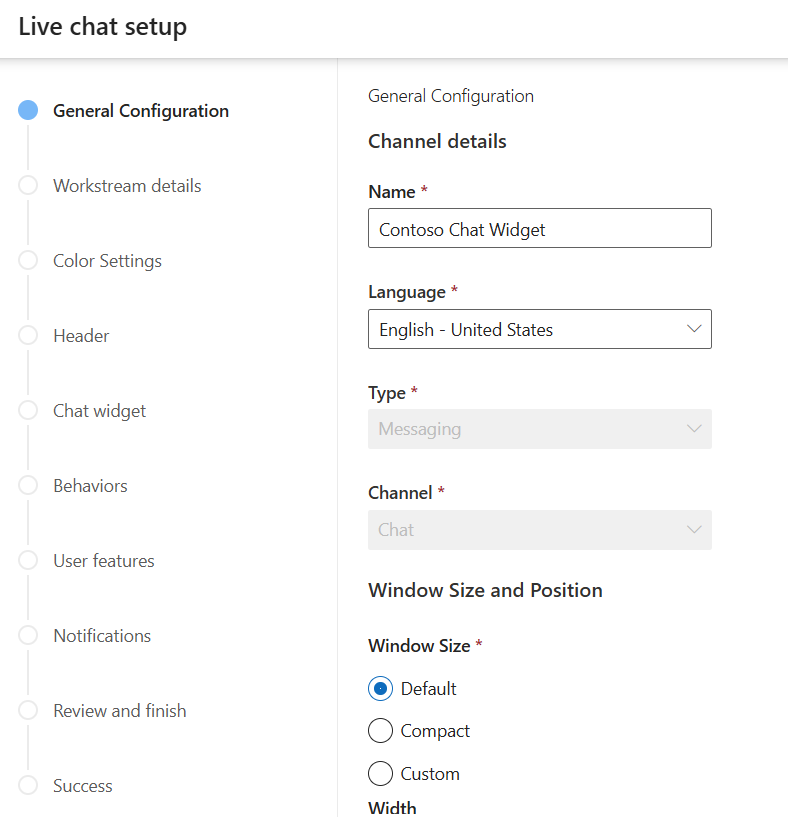 Live chat setup
General Configuration
Workstream details
Color Settings
Header
Chat widget
Behaviors
User features
Notifications
Review and finish
Success
General Configuration
Channel details
Name *
Contoso Chat Widget
Language *
English - United States
Type *
Messaging
Channel *
Chat
Window Size and Position
Window Size *
Default
Compact
Custom
Width